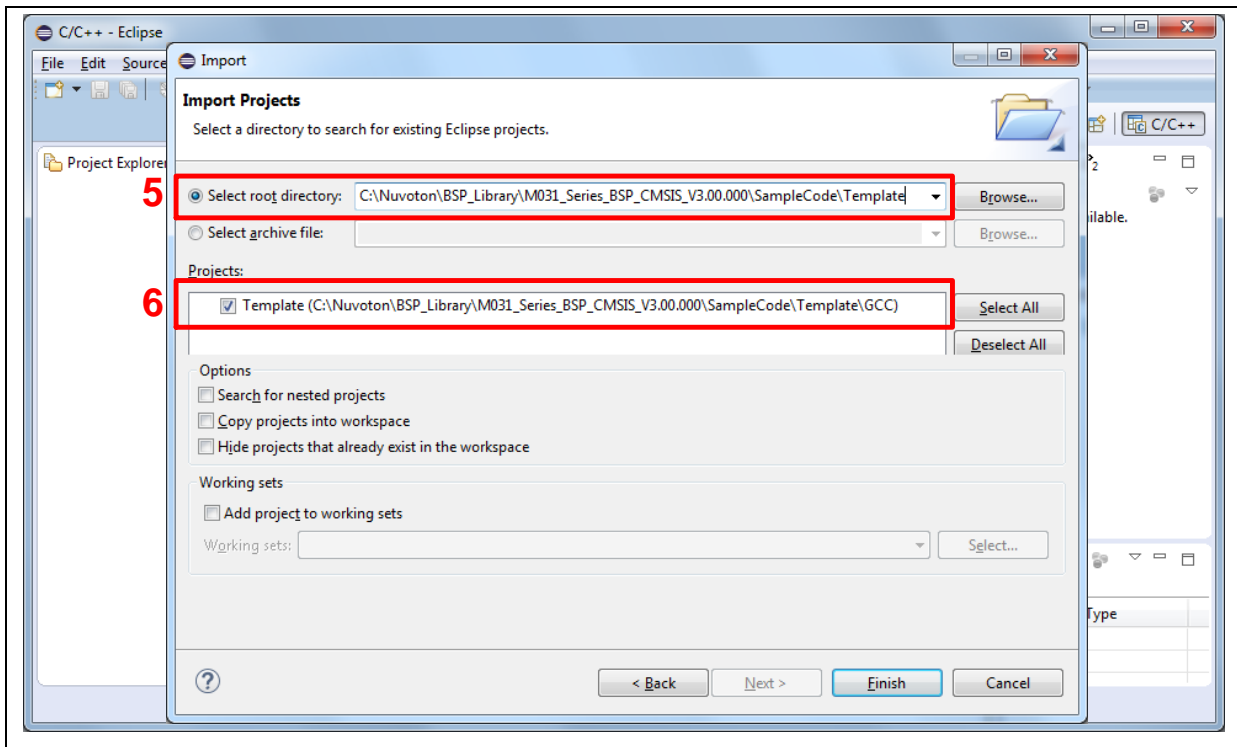 C/C++ - Eclipse
File Edit Source
Import
Import Projects
Select a directory to search for existing Eclipse projects.
C/C++
Project Explorer
5 Select root directory: C:\Nuvoton\BSP_Library\M031_Series_BSP_CMSIS_V3.00.000\SampleCode\Template Browse...
ilable.
Select archive file: Browse...
Projects:
6 Template (C:\Nuvoton\BSP_Library\M031_Series_BSP_CMSIS_V3.00.000\SampleCode\Template\GCC) Select All
Deselect All
Options
Search for nested projects
Copy projects into workspace
Hide projects that already exist in the workspace
Working sets
Add project to working sets
Working sets: Select...
Type
? < Back Next > Finish Cancel